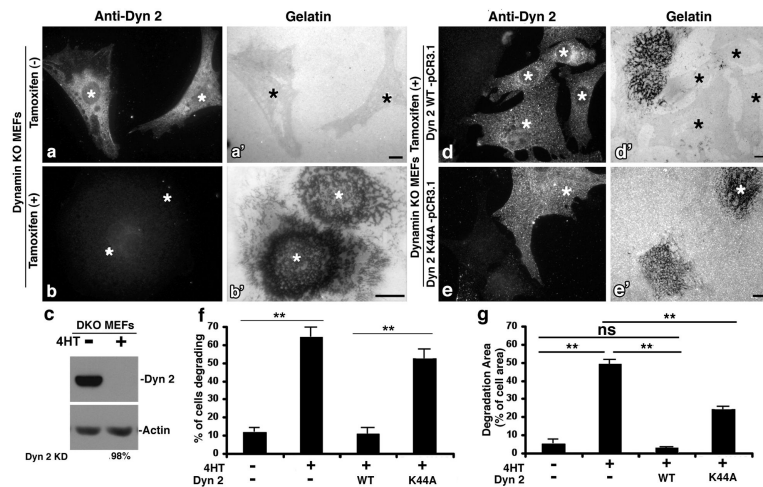 Anti-Dyn 2
Gelatin
Dynamin KO MEFs
Tamoxifen (-)
Tamoxifen (+)
* * * *
a
a'
* * * *
b
b'
Anti-Dyn 2
Gelatin
Dynamin KO MEFs Tamoxifen (+)
Dyn 2 WT -pCR3.1
Dyn 2 K44A -pCR3.1
* * * * * * * *
d
d'
* *
e
e'
c
DKO MEFs
4HT - +
-Dyn 2
-Actin
Dyn 2 KD .98%
f
% of cells degrading
70
60
50
40
30
20
10
0
** **
4HT - + + +
Dyn 2 - - WT K44A
g
Degradation Area
(% of cell area)
70
60
50
40
30
20
10
0
**
ns
** **
4HT - + + +
Dyn 2 - - WT K44A